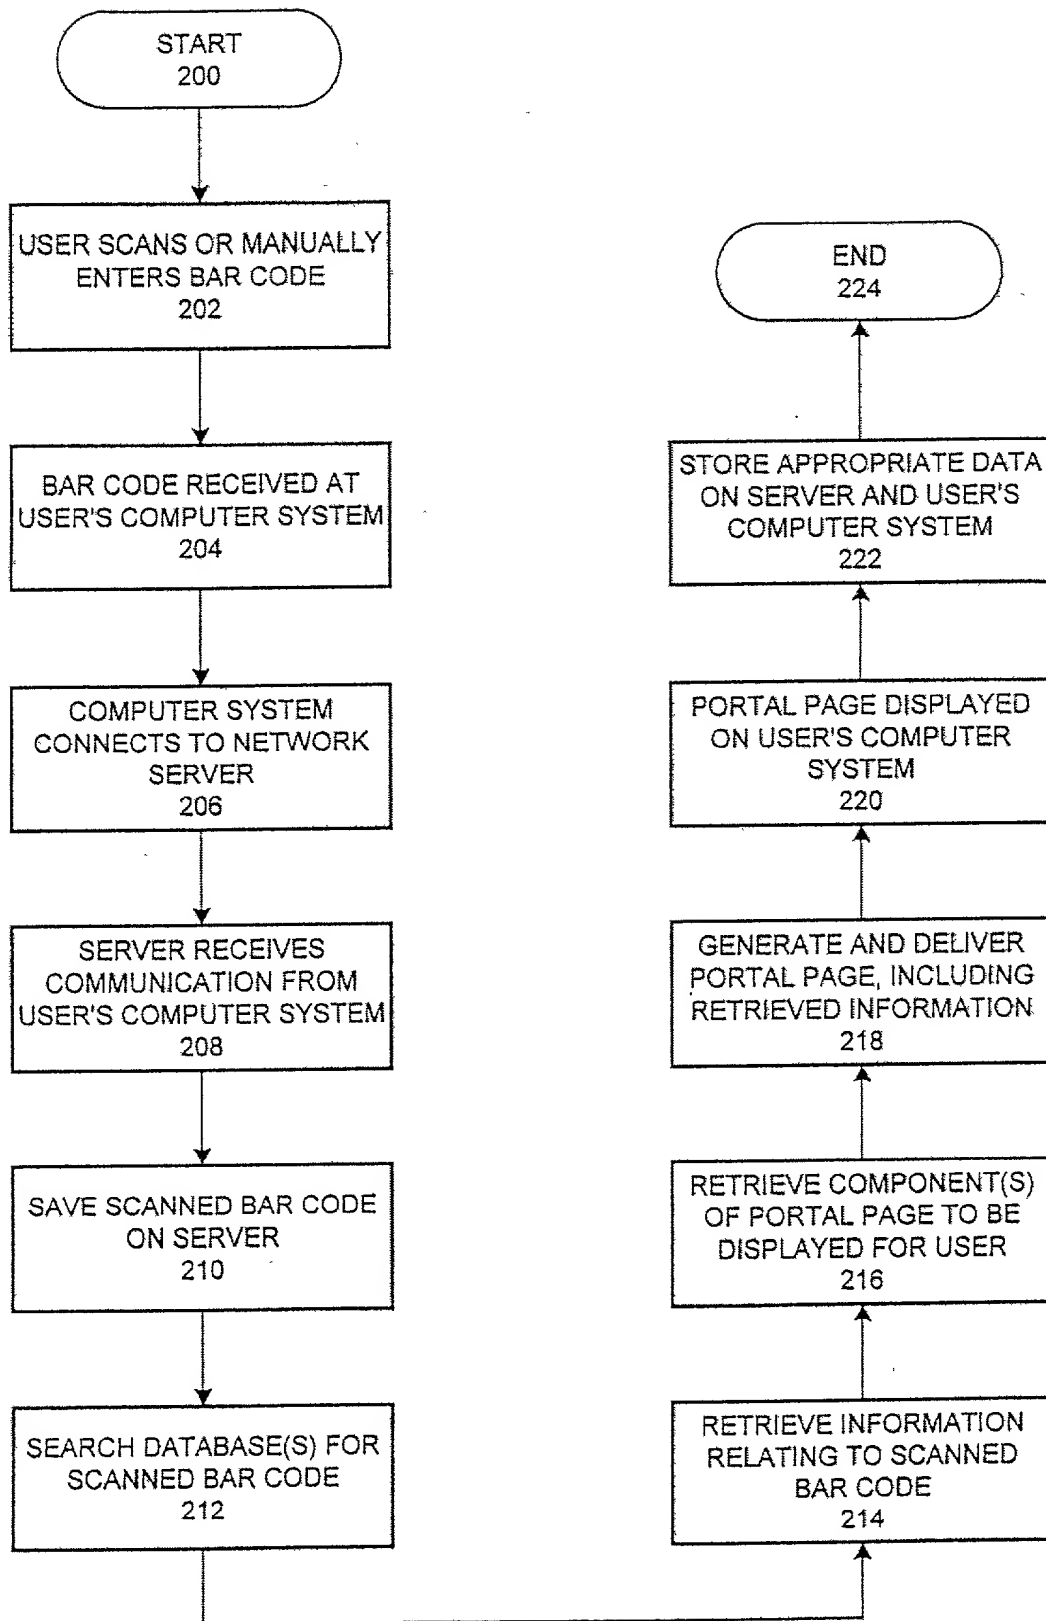 START
200
USER SCANS OR MANUALLY
ENTERS BAR CODE
202
BAR CODE RECEIVED AT
USER'S COMPUTER SYSTEM
204
COMPUTER SYSTEM
CONNECTS TO NETWORK
SERVER
206
SERVER RECEIVES
COMMUNICATION FROM
USER'S COMPUTER SYSTEM
208
SAVE SCANNED BAR CODE
ON SERVER
210
SEARCH DATABASE(S) FOR
SCANNED BAR CODE
212
RETRIEVE INFORMATION
RELATING TO SCANNED
BAR CODE
214
RETRIEVE COMPONENT(S)
OF PORTAL PAGE TO BE
DISPLAYED FOR USER
216
GENERATE AND DELIVER
PORTAL PAGE, INCLUDING
RETRIEVED INFORMATION
218
PORTAL PAGE DISPLAYED
ON USER'S COMPUTER
SYSTEM
220
STORE APPROPRIATE DATA
ON SERVER AND USER'S
COMPUTER SYSTEM
222
END
224